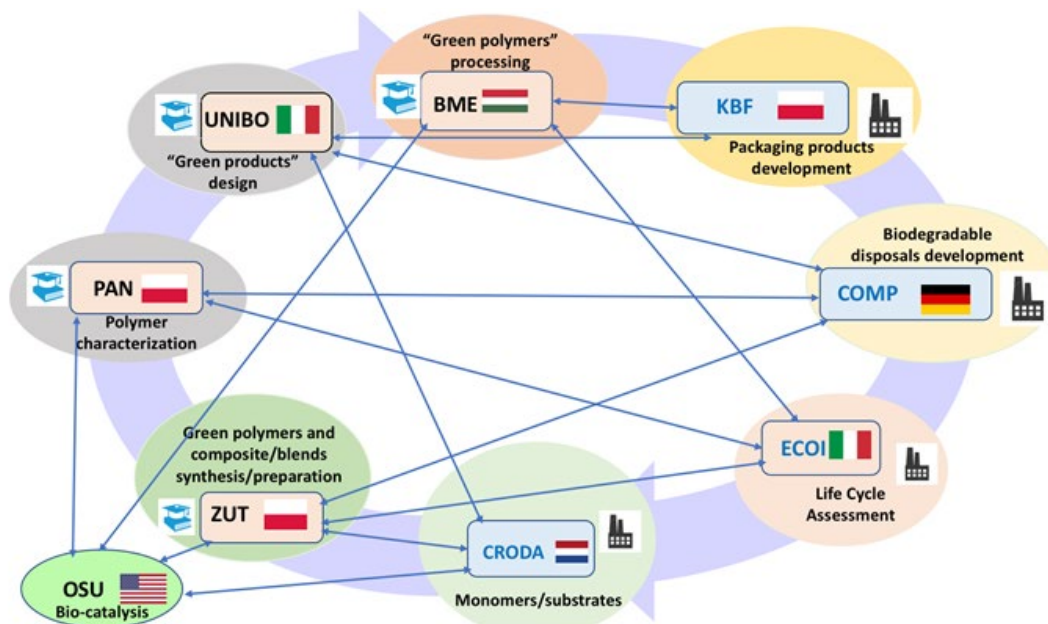 “Green polymers”
processing
BME
KBF
Packaging products
development
UNIBO
“Green products”
design
Biodegradable
disposals development
COMP
PAN
Polymer
characterization
ECOI
Life Cycle
Assessment
Green polymers and
composite/blends
synthesis/preparation
ZUT
CRODA
Monomers/substrates
OSU
Bio-catalysis